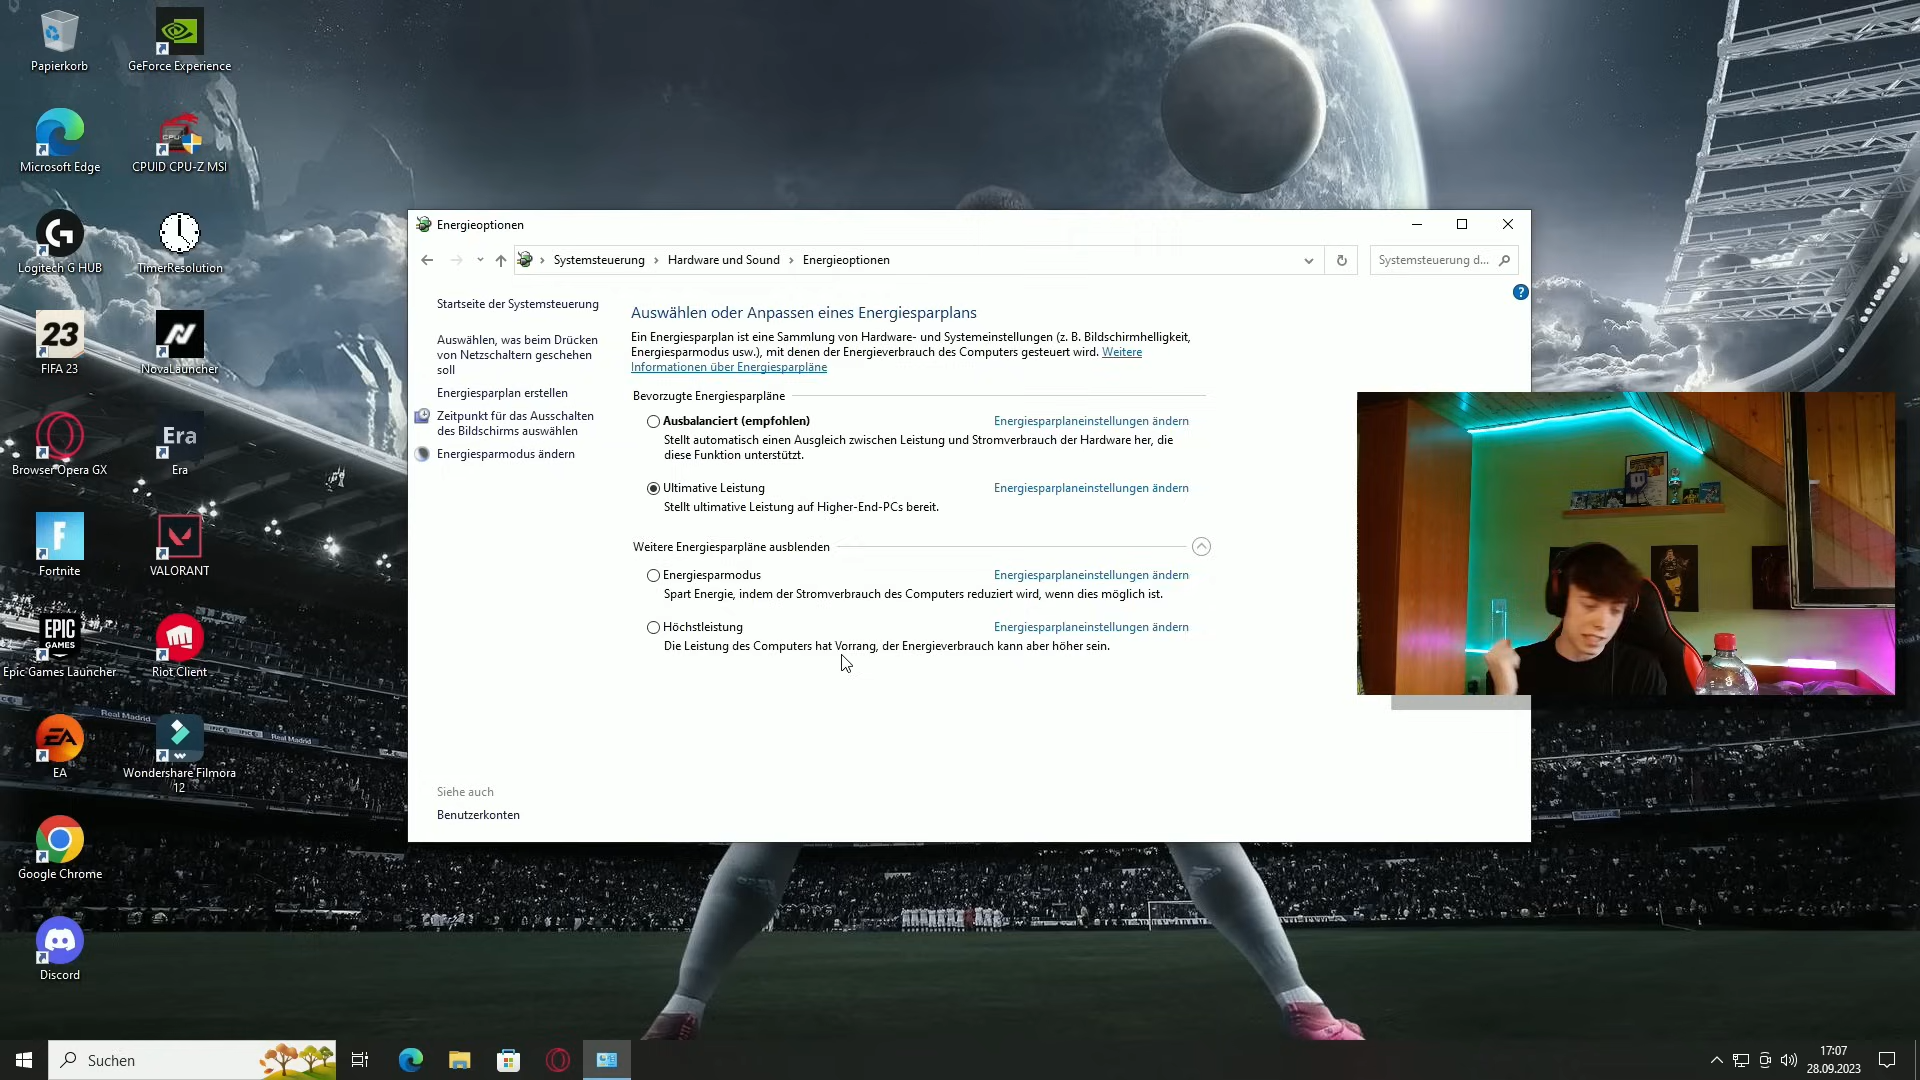 Papierkorb
GeForce Experience
Microsoft Edge
CPUID CPU-Z MSI
Logitech G HUB
TimerResolution
23
FIFA 23
NovaLauncher
Browser Opera GX
Era
Era
Fortnite
VALORANT
EPIC
GAMES
Epic Games Launcher
Riot Client
EA
EA
Wondershare Filmora
12
Google Chrome
Discord
Real Madrid
Real Madrid
Energieoptionen
Systemsteuerung
Hardware und Sound
Energieoptionen
Systemsteuerung d...
Startseite der Systemsteuerung
Auswählen, was beim Drücken
von Netzschaltern geschehen
soll
Energiesparplan erstellen
Zeitpunkt für das Ausschalten
des Bildschirms auswählen
Energiesparmodus ändern
Siehe auch
Benutzerkonten
Auswählen oder Anpassen eines Energiesparplans
Ein Energiesparplan ist eine Sammlung von Hardware- und Systemeinstellungen (z. B. Bildschirmhelligkeit,
Energiesparmodus usw.), mit denen der Energieverbrauch des Computers gesteuert wird. Weitere
Informationen über Energiesparpläne
Bevorzugte Energiesparpläne
Ausbalanciert (empfohlen) Energiesparplaneinstellungen ändern
Stellt automatisch einen Ausgleich zwischen Leistung und Stromverbrauch der Hardware her, die
diese Funktion unterstützt.
Ultimative Leistung Energiesparplaneinstellungen ändern
Stellt ultimative Leistung auf Higher-End-PCs bereit.
Weitere Energiesparpläne ausblenden
Energiesparmodus Energiesparplaneinstellungen ändern
Spart Energie, indem der Stromverbrauch des Computers reduziert wird, wenn dies möglich ist.
Höchstleistung Energiesparplaneinstellungen ändern
Die Leistung des Computers hat Vorrang, der Energieverbrauch kann aber höher sein.
Suchen
17:07
28.09.2023